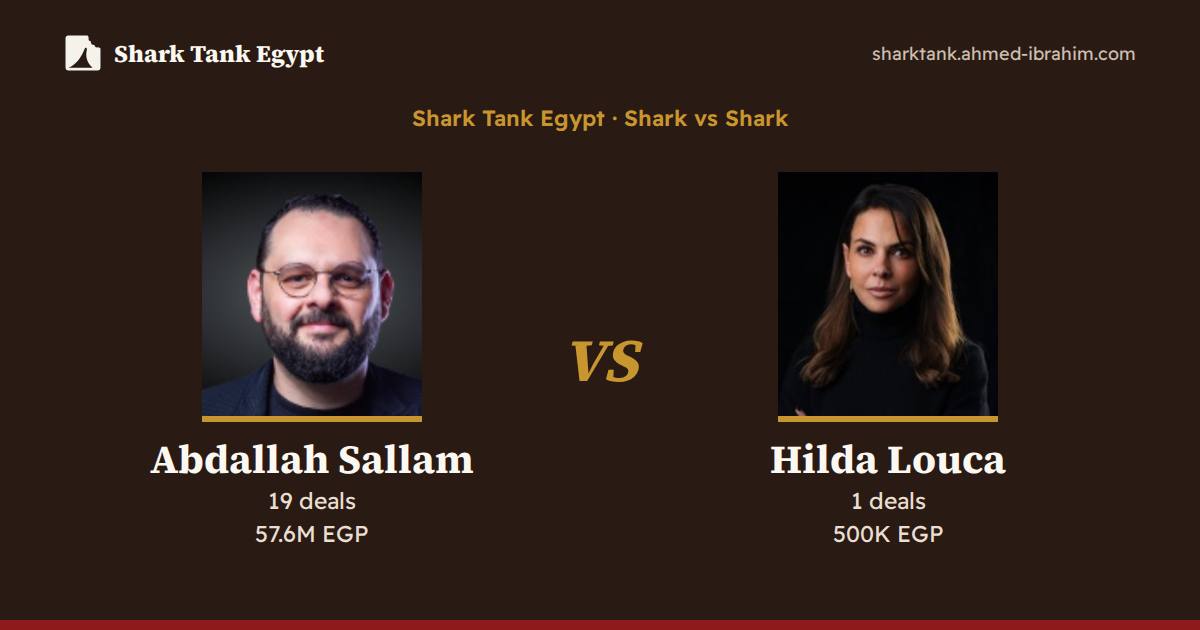 Shark Tank Egypt
sharktank.ahmed-ibrahim.com
Shark Tank Egypt · Shark vs Shark
VS
Abdallah Sallam
Hilda Louca
19 deals
1 deals
57.6M EGP
500K EGP